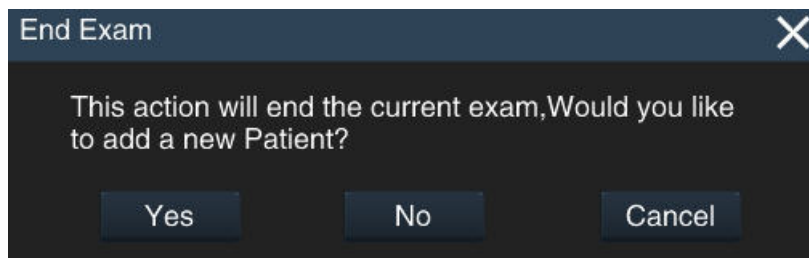 End Exam
This action will end the current exam,Would you like
to add a new Patient?
Yes No Cancel